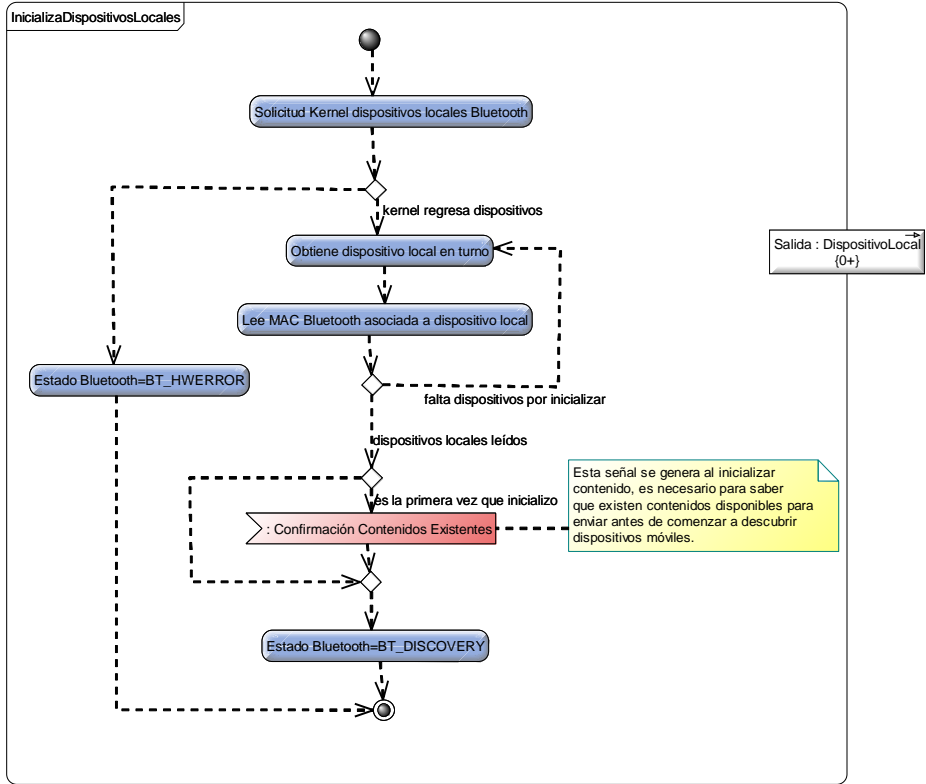 InicializaDispositivosLocales
Solicitud Kernel dispositivos locales Bluetooth
kernel regresa dispositivos
Obtiene dispositivo local en turno
Salida : DispositivoLocal
{0+}
Lee MAC Bluetooth asociada a dispositivo local
Estado Bluetooth=BT_HWERROR
falta dispositivos por inicializar
dispositivos locales leídos
es la primera vez que inicializo
: Confirmación Contenidos Existentes
Esta señal se genera al inicializar
contenido, es necesario para saber
que existen contenidos disponibles para
enviar antes de comenzar a descubrir
dispositivos móviles.
Estado Bluetooth=BT_DISCOVERY